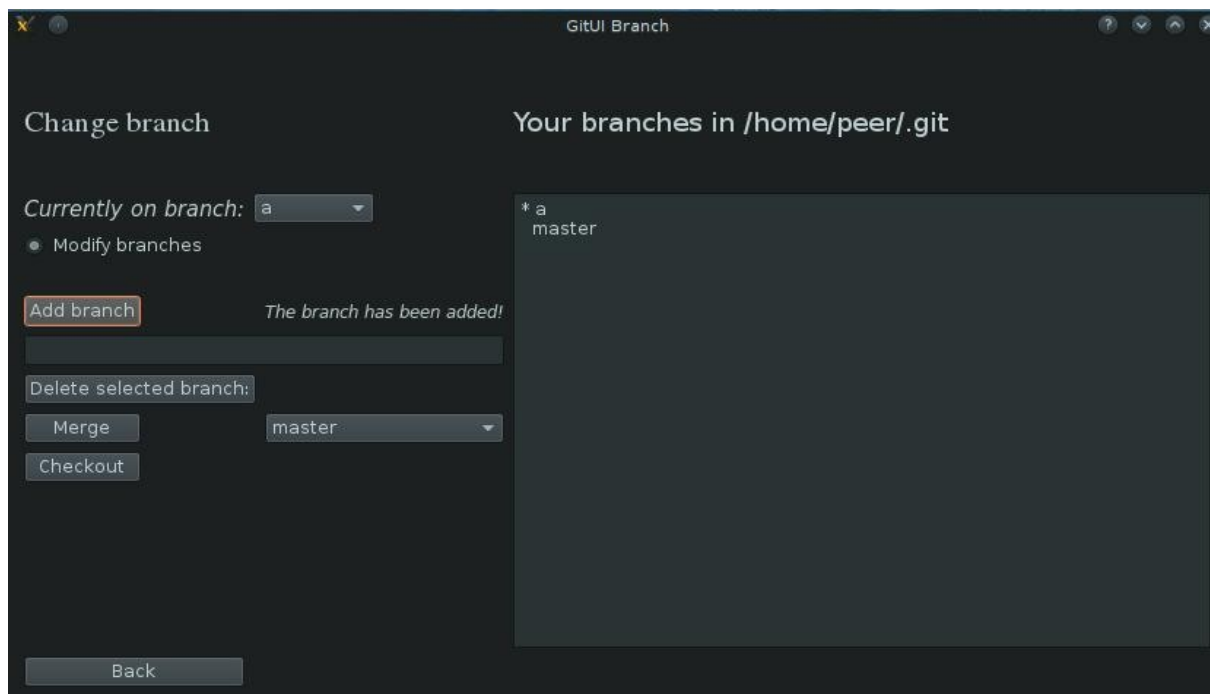 GitUI Branch
Change branch
Your branches in /home/peer/.git
Currently on branch: a
Modify branches
* a
master
Add branch
The branch has been added!
Delete selected branch:
Merge
master
Checkout
Back